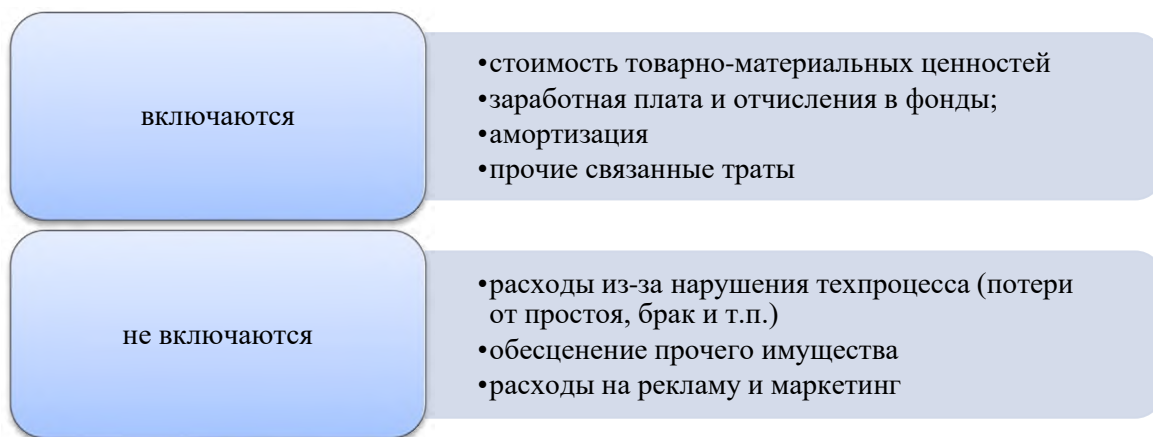 включаются
•стоимость товарно-материальных ценностей
•заработная плата и отчисления в фонды;
•амортизация
•прочие связанные траты
не включаются
•расходы из-за нарушения техпроцесса (потери
от простоя, брак и т.п.)
•обесценение прочего имущества
•расходы на рекламу и маркетинг